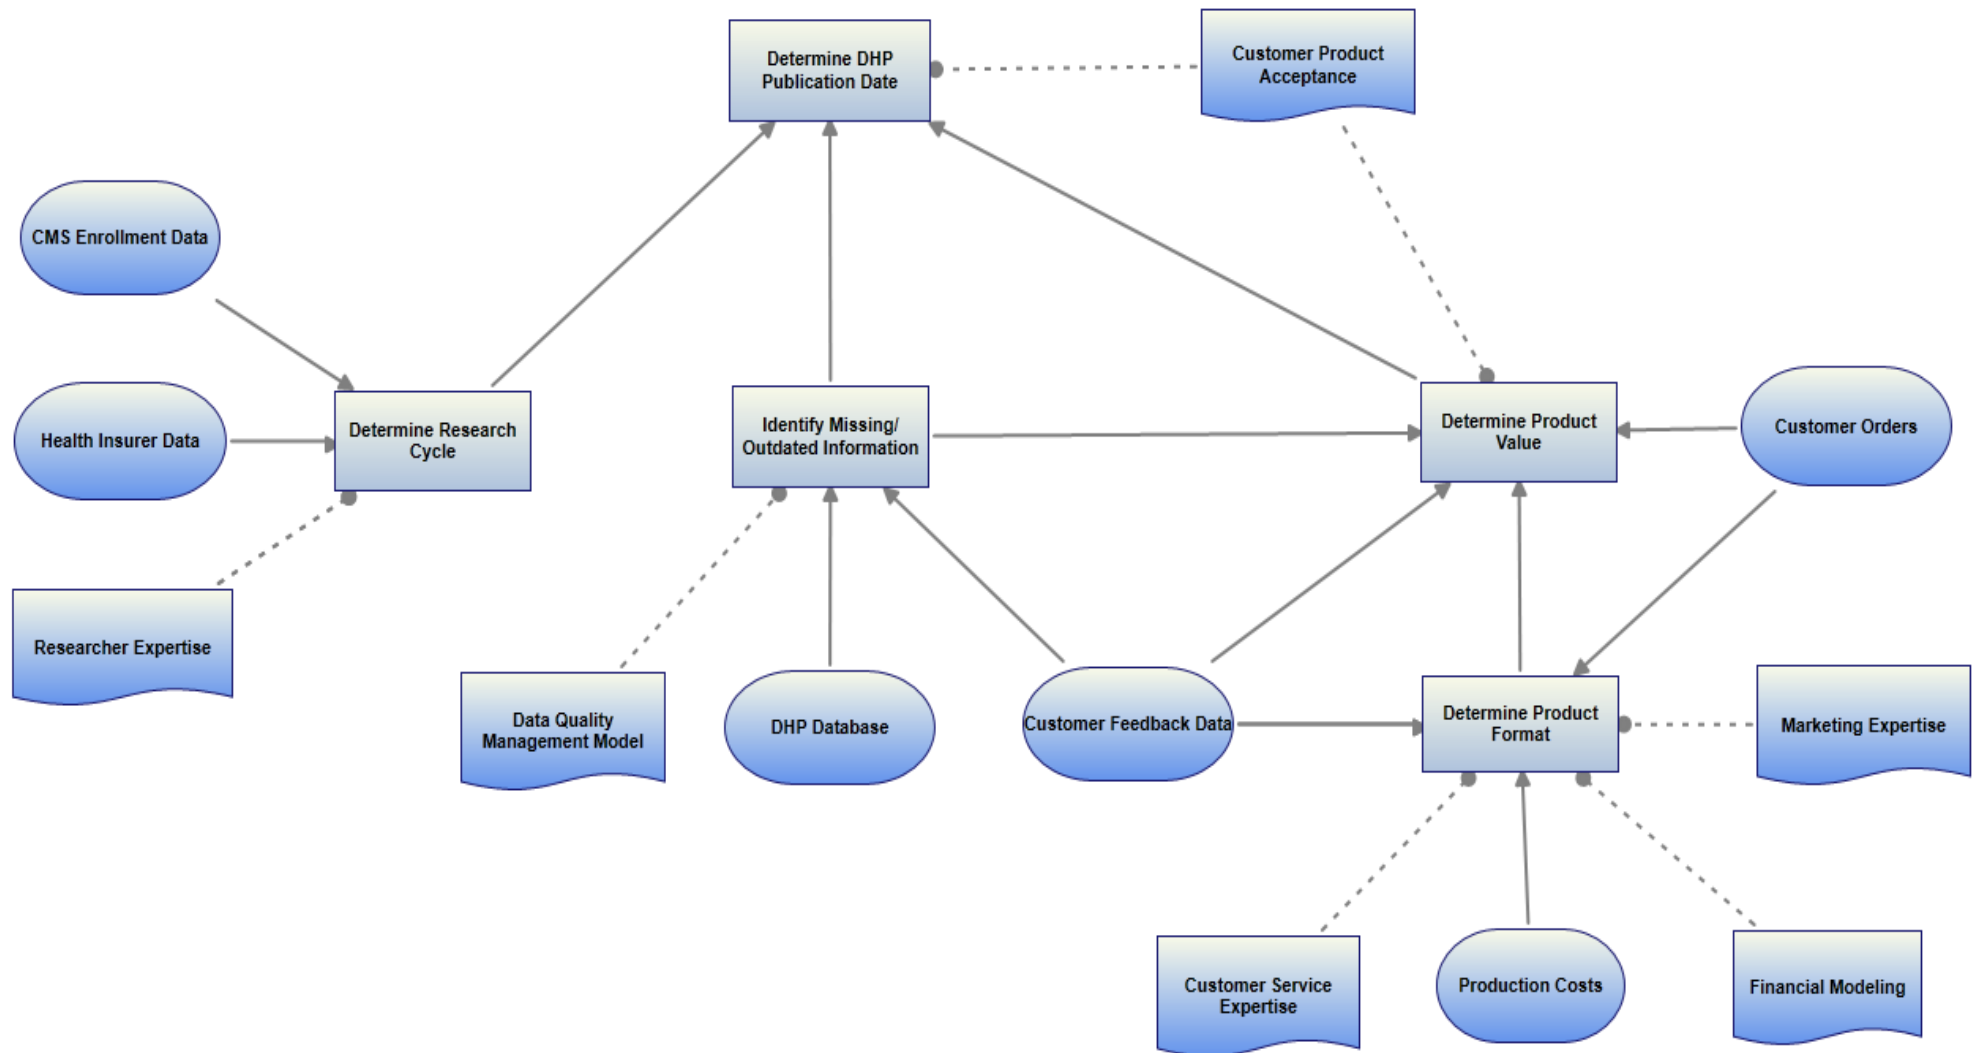 Determine DHP
Publication Date
Customer Product
Acceptance
CMS Enrollment Data
Health Insurer Data
Determine Research
Cycle
Identify Missing/
Outdated Information
Determine Product
Value
Customer Orders
Researcher Expertise
Data Quality
Management Model
DHP Database
Customer Feedback Data
Determine Product
Format
Marketing Expertise
Customer Service
Expertise
Production Costs
Financial Modeling